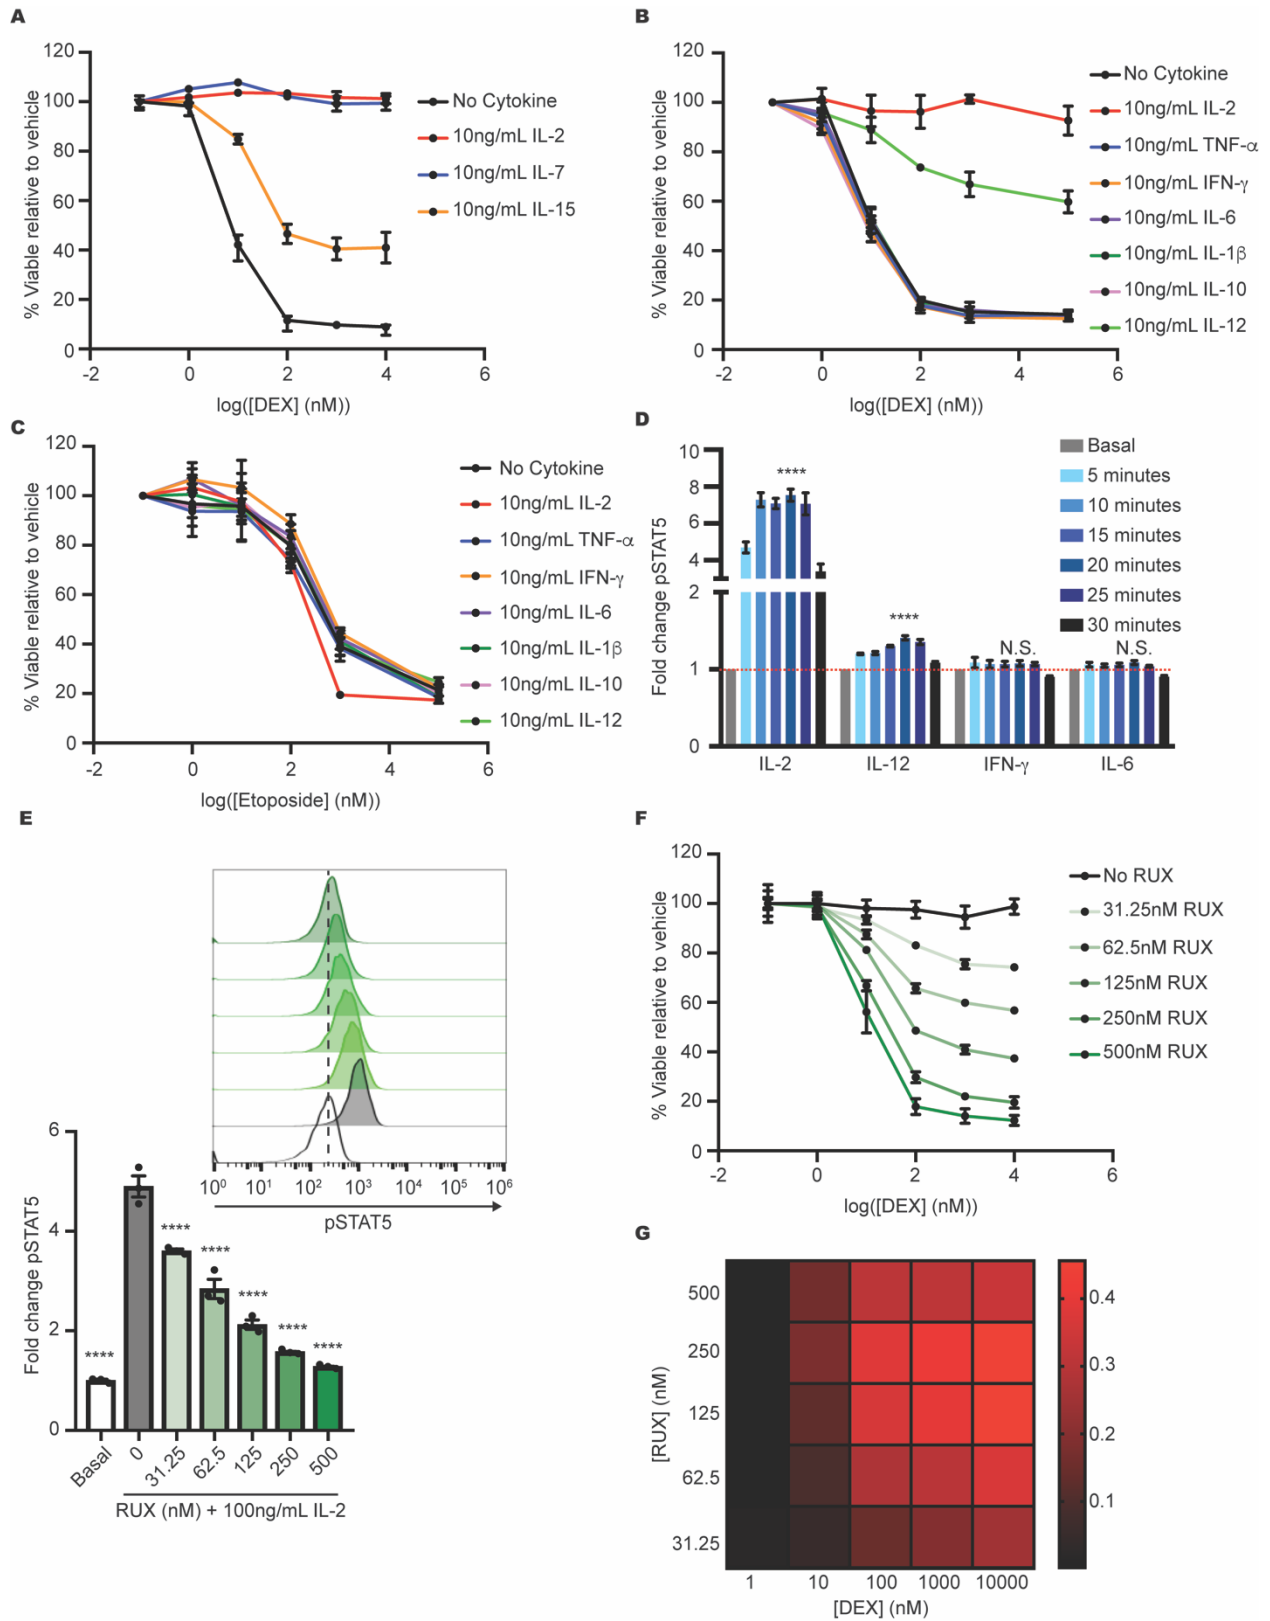 A
120
100
80
60
40
20
0
-2
0
2
4
6
% Viable relative to vehicle
log([DEX] (nM))
No Cytokine
10ng/mL IL-2
10ng/mL IL-7
10ng/mL IL-15
B
120
100
80
60
40
20
0
-2
0
2
4
6
% Viable relative to vehicle
log([DEX] (nM))
No Cytokine
10ng/mL IL-2
10ng/mL TNF-α
10ng/mL IFN-γ
10ng/mL IL-6
10ng/mL IL-1β
10ng/mL IL-10
10ng/mL IL-12
C
120
100
80
60
40
20
0
-2
0
2
4
6
% Viable relative to vehicle
log([Etoposide] (nM))
No Cytokine
10ng/mL IL-2
10ng/mL TNF-α
10ng/mL IFN-γ
10ng/mL IL-6
10ng/mL IL-1β
10ng/mL IL-10
10ng/mL IL-12
D
10
8
6
4
2
1
0
Fold change pSTAT5
****
****
N.S.
N.S.
IL-2
IL-12
IFN-γ
IL-6
Basal
5 minutes
10 minutes
15 minutes
20 minutes
25 minutes
30 minutes
E
10⁰ 10¹ 10² 10³ 10⁴ 10⁵ 10⁶
pSTAT5
6
4
2
0
Fold change pSTAT5
****
****
****
****
****
****
Basal
0
31.25
62.5
125
250
500
RUX (nM) + 100ng/mL IL-2
F
120
100
80
60
40
20
0
-2
0
2
4
6
% Viable relative to vehicle
log([DEX] (nM))
No RUX
31.25nM RUX
62.5nM RUX
125nM RUX
250nM RUX
500nM RUX
G
500
250
125
62.5
31.25
[RUX] (nM)
1
10
100
1000
10000
[DEX] (nM)
0.4
0.3
0.2
0.1